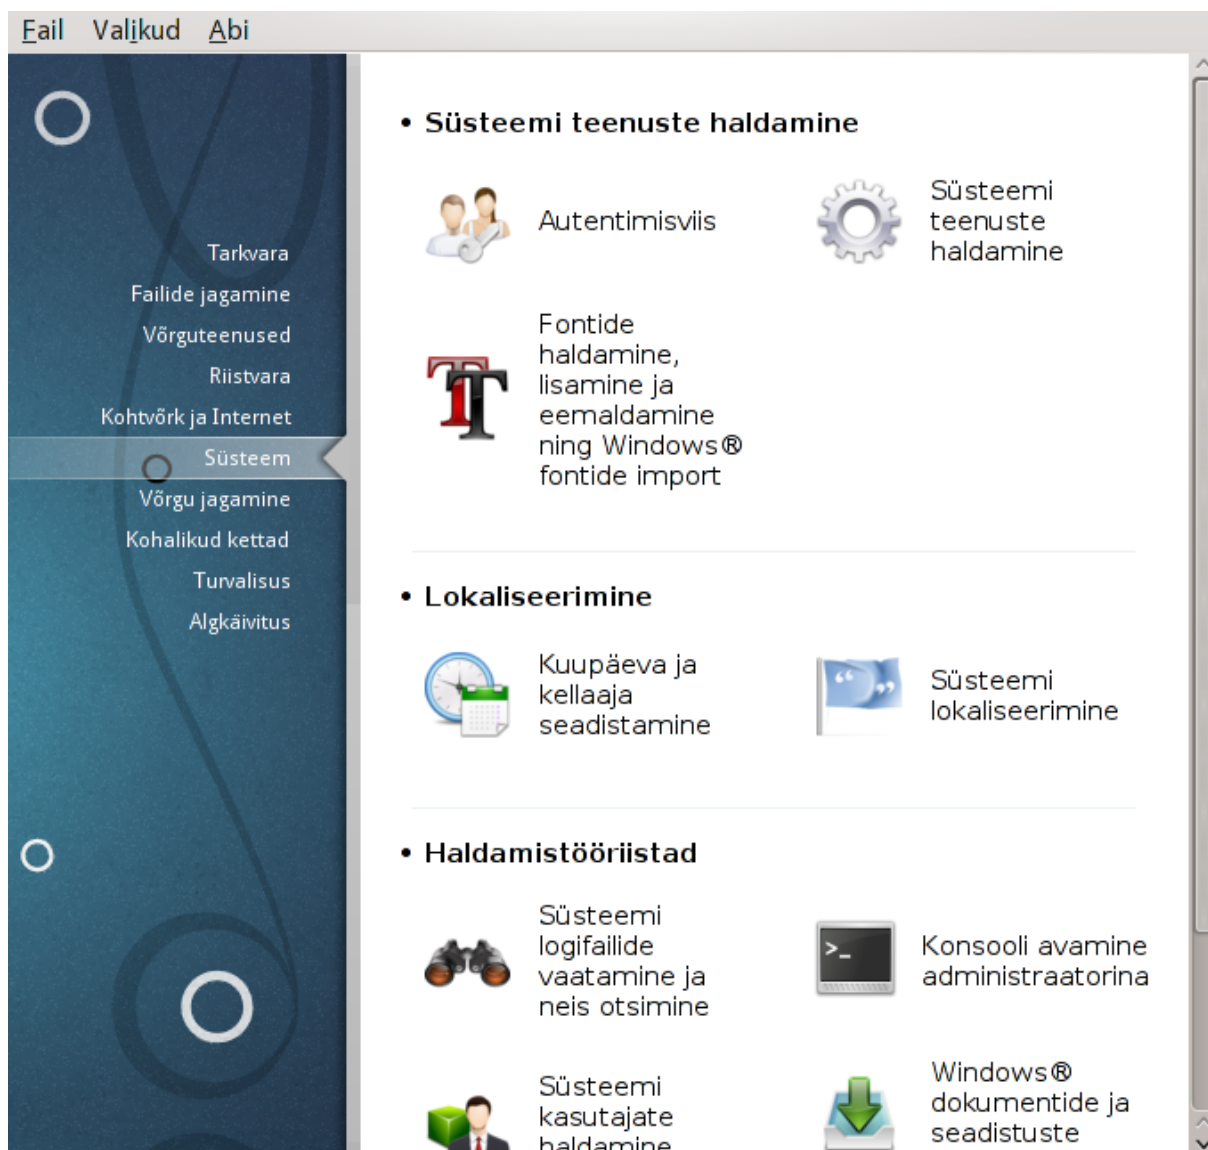 Fail Valikud Abi
Tarkvara
Failide jagamine
Võrguteenused
Riistvara
Kohtvõrk ja Internet
Süsteem
Võrgu jagamine
Kohalikud kettad
Turvalisus
Algkäivitus
• Süsteemi teenuste haldamine
Autentimisviis
Süsteemi
teenuste
haldamine
Fontide
haldamine,
lisamine ja
eemaldamine
ning Windows®
fontide import
• Lokaliseerimine
Kuupäeva ja
kellaaja
seadistamine
Süsteemi
lokaliseerimine
• Haldamistööriistad
Süsteemi
logifailide
vaatamine ja
neis otsimine
Konsooli avamine
administraatorina
Süsteemi
kasutajate
haldamine
Windows®
dokumentide ja
seadistuste